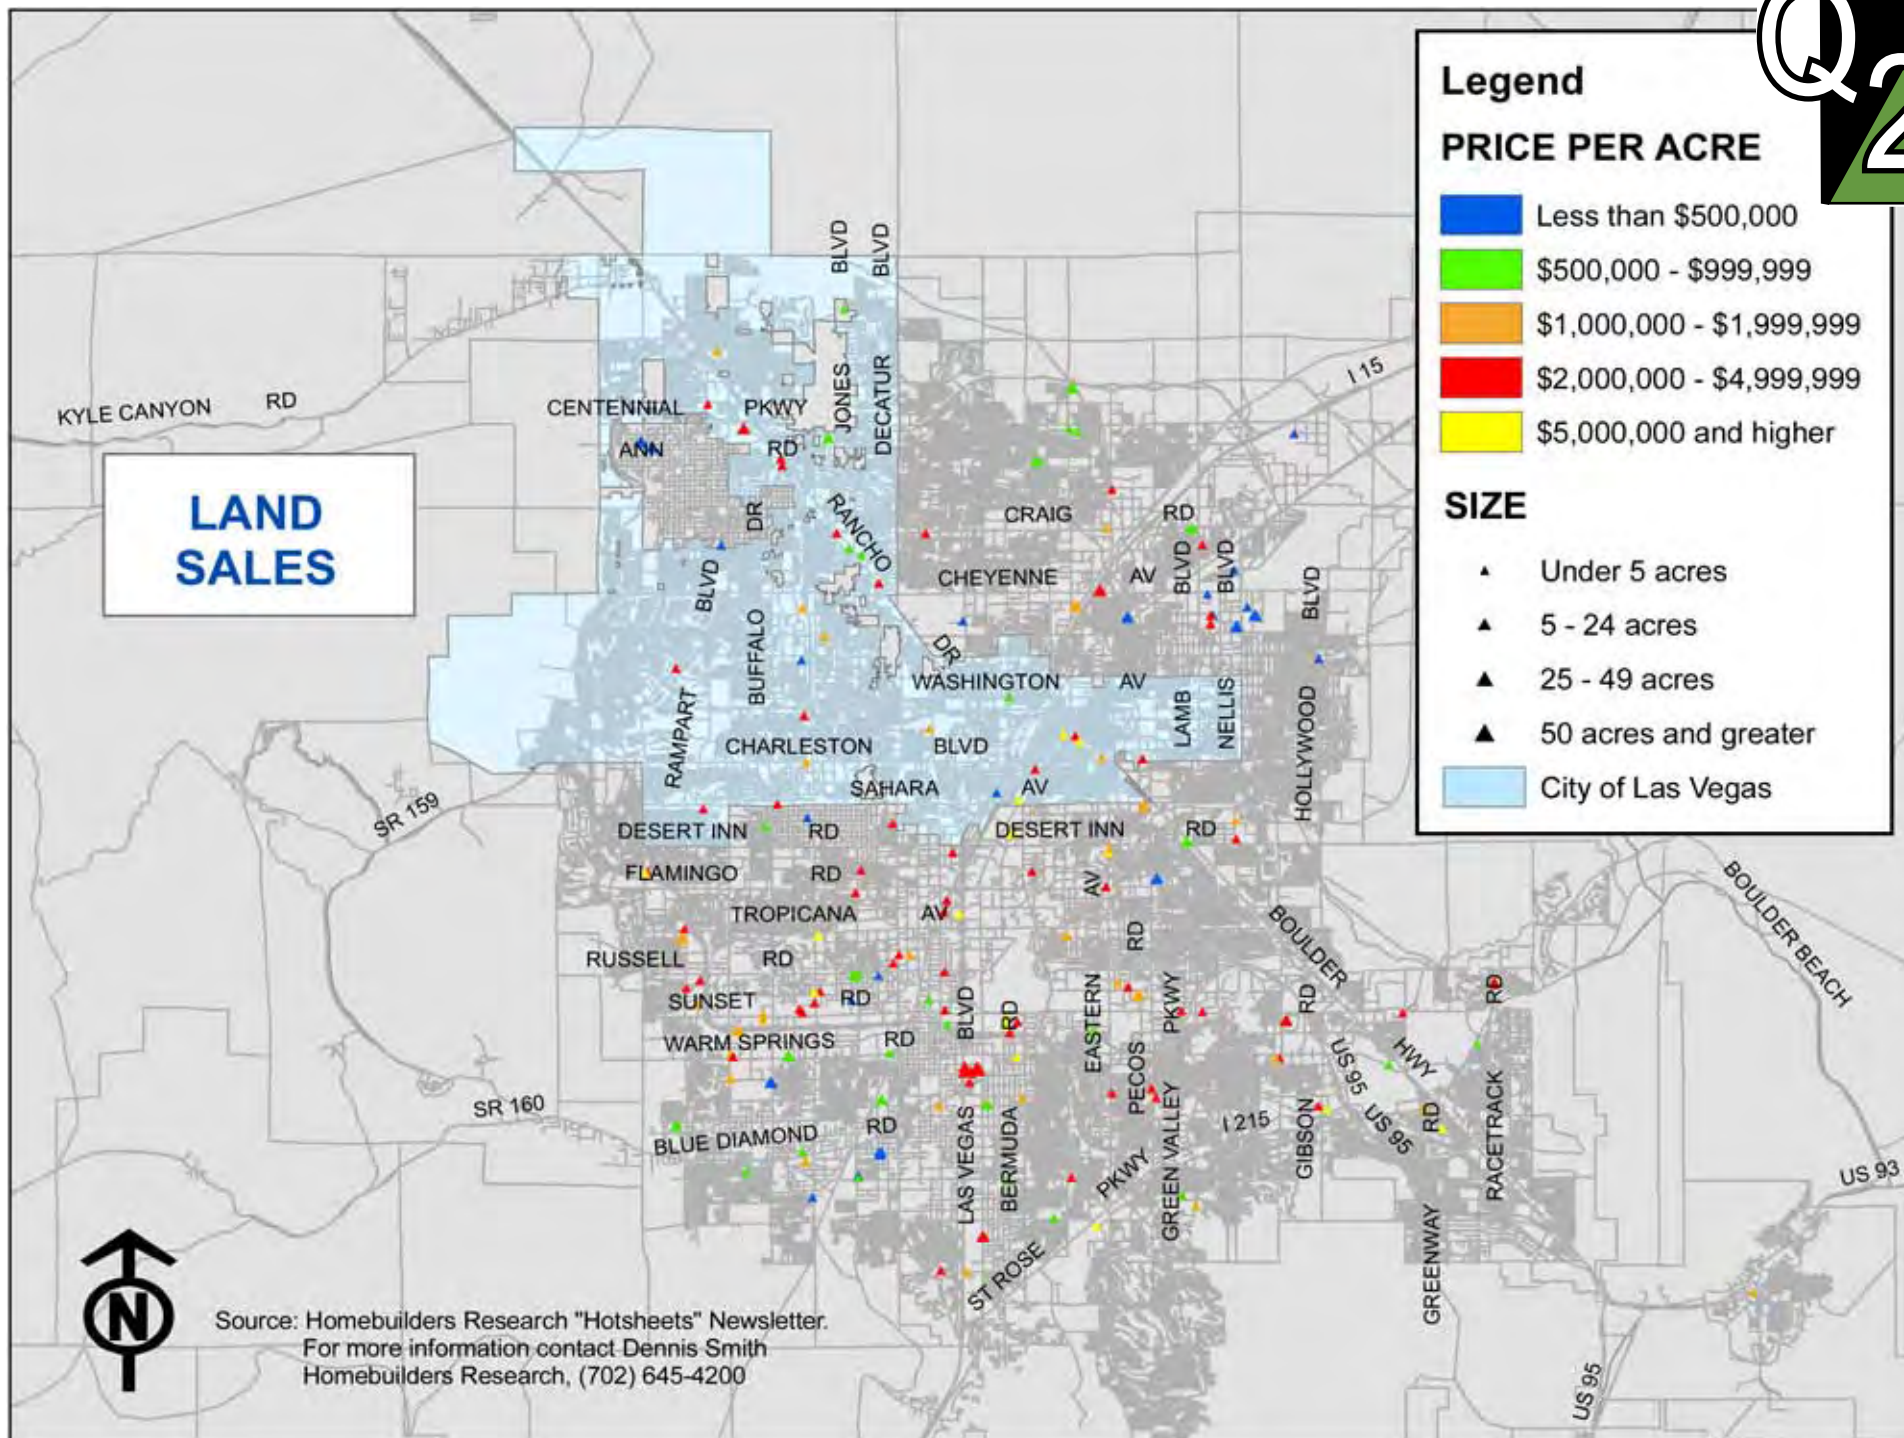 Q2
Legend
PRICE PER ACRE
Less than $500,000
$500,000 - $999,999
$1,000,000 - $1,999,999
$2,000,000 - $4,999,999
$5,000,000 and higher
SIZE
Under 5 acres
5 - 24 acres
25 - 49 acres
50 acres and greater
City of Las Vegas
LAND
SALES
BLVD
BLVD
JONES
DECATUR
I 15
KYLE CANYON RD
CENTENNIAL PKWY
ANN RD
DR
RANCHO
CRAIG RD
CHEYENNE AV
BLVD
BLVD
BLVD
BLVD
BUFFALO
DR
WASHINGTON AV
RAMPART
LAMB
NELLIS
HOLLYWOOD
CHARLESTON BLVD
SAHARA AV
SR 159
DESERT INN RD
DESERT INN RD
FLAMINGO RD
AV
TROPICANA AV
BOULDER
BOULDER BEACH
RUSSELL RD
RD
SUNSET RD
BLVD
RD
EASTERN
PKWY
RD
RD
WARM SPRINGS RD
PECOS
US 95
HWY
SR 160
BLUE DIAMOND RD
LAS VEGAS
BERMUDA
GREEN VALLEY
I 215
GIBSON
US 95
RD
RACETRACK
PKWY
US 93
ST ROSE
GREENWAY
US 95
N
Source: Homebuilders Research "Hotsheets" Newsletter.
For more information contact Dennis Smith
Homebuilders Research, (702) 645-4200